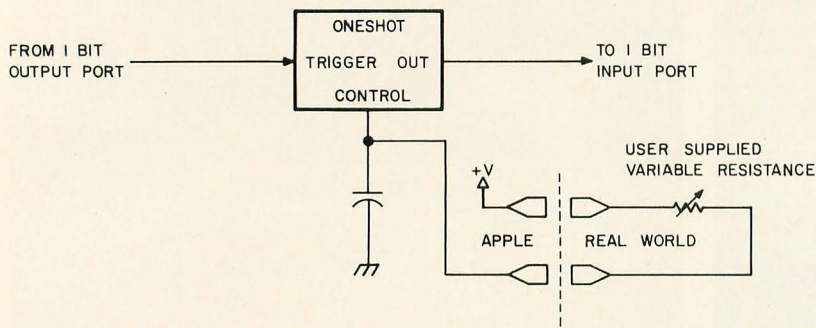 ONESHOT
FROM 1 BIT
OUTPUT PORT
TRIGGER OUT
TO 1 BIT
INPUT PORT
CONTROL
USER SUPPLIED
VARIABLE RESISTANCE
+V
APPLE
REAL WORLD